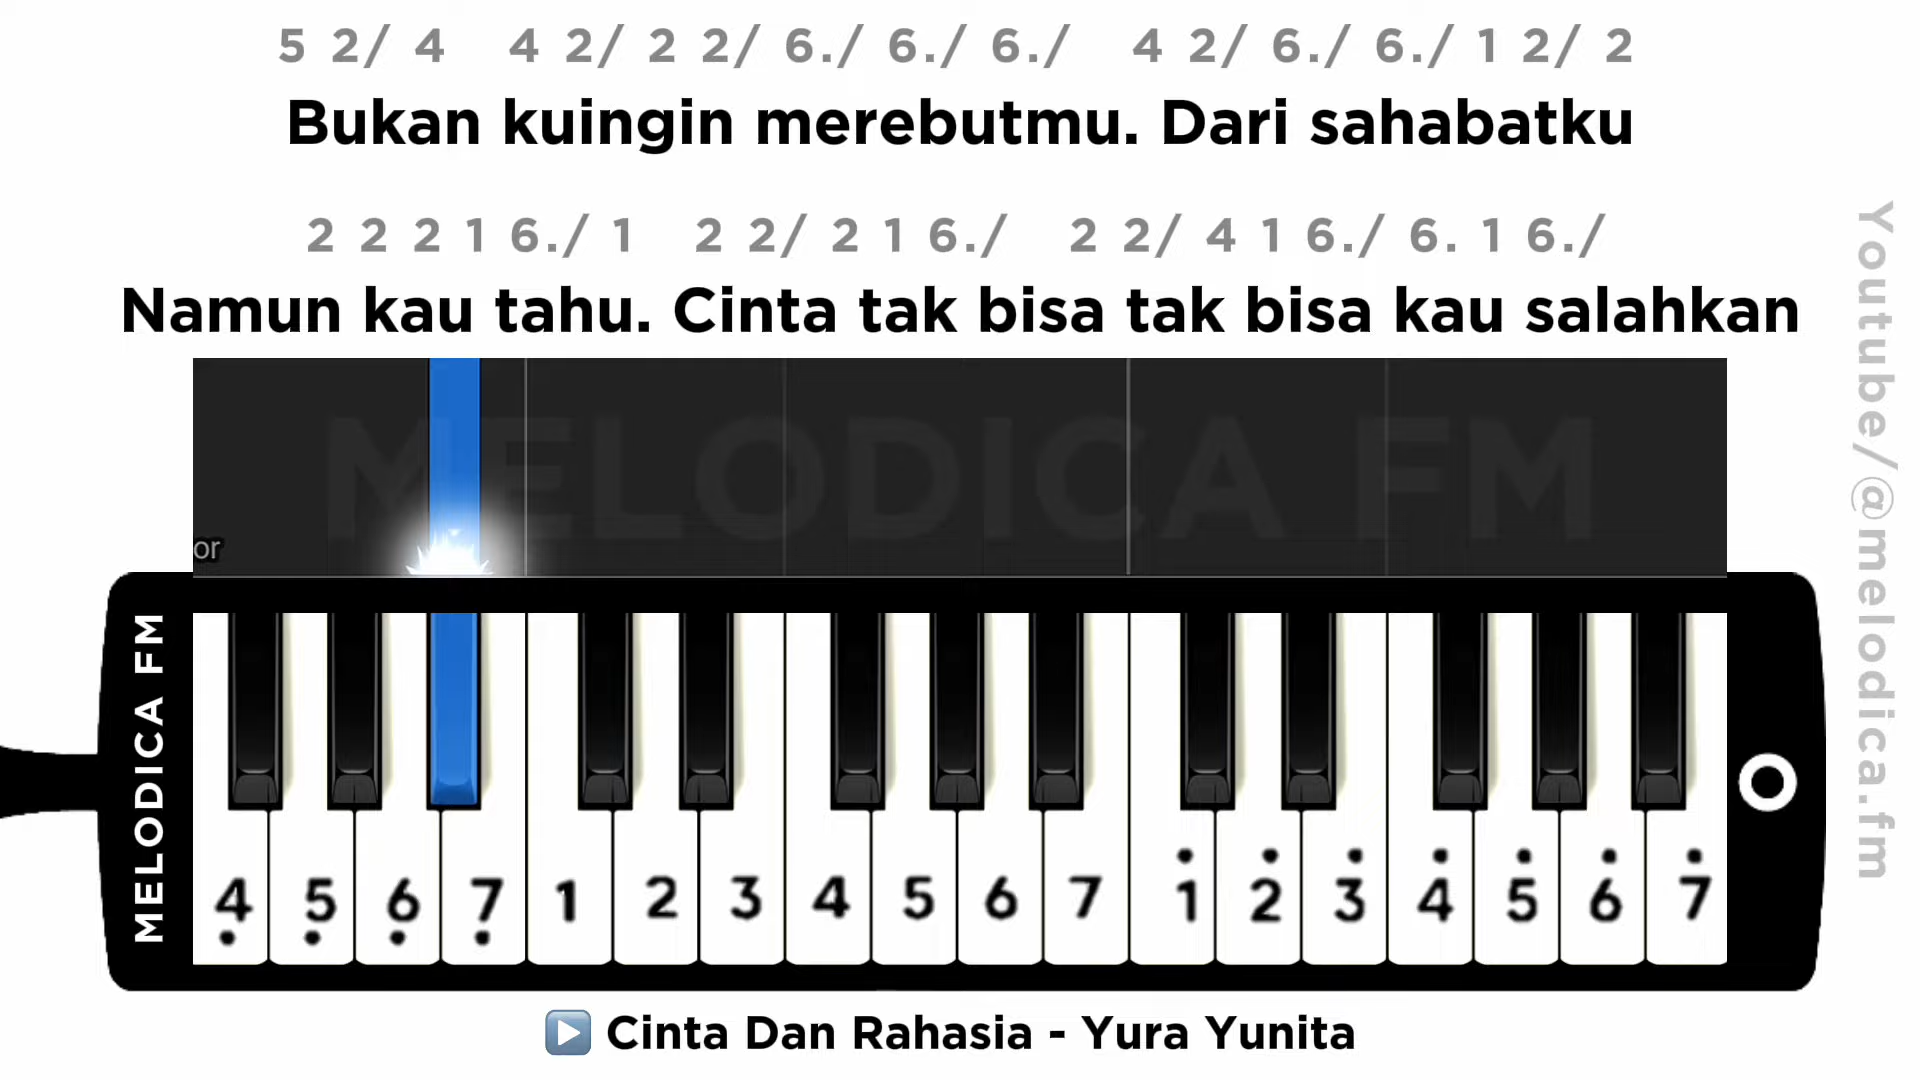 5 2/ 4 4 2/ 2 2/ 6./ 6./ 6./ 4 2/ 6./ 6./ 1 2/ 2
Bukan kuingin merebutmu. Dari sahabatku
2 2 2 1 6./ 1 2 2/ 2 1 6./ 2 2/ 4 1 6./ 6. 1 6./
Namun kau tahu. Cinta tak bisa tak bisa kau salahkan
MELODICA FM
or
MELODICA FM
4 5 6 7 1 2 3 4 5 6 7 1 2 3 4 5 6 7
Youtube/@melodica.fm
Cinta Dan Rahasia - Yura Yunita